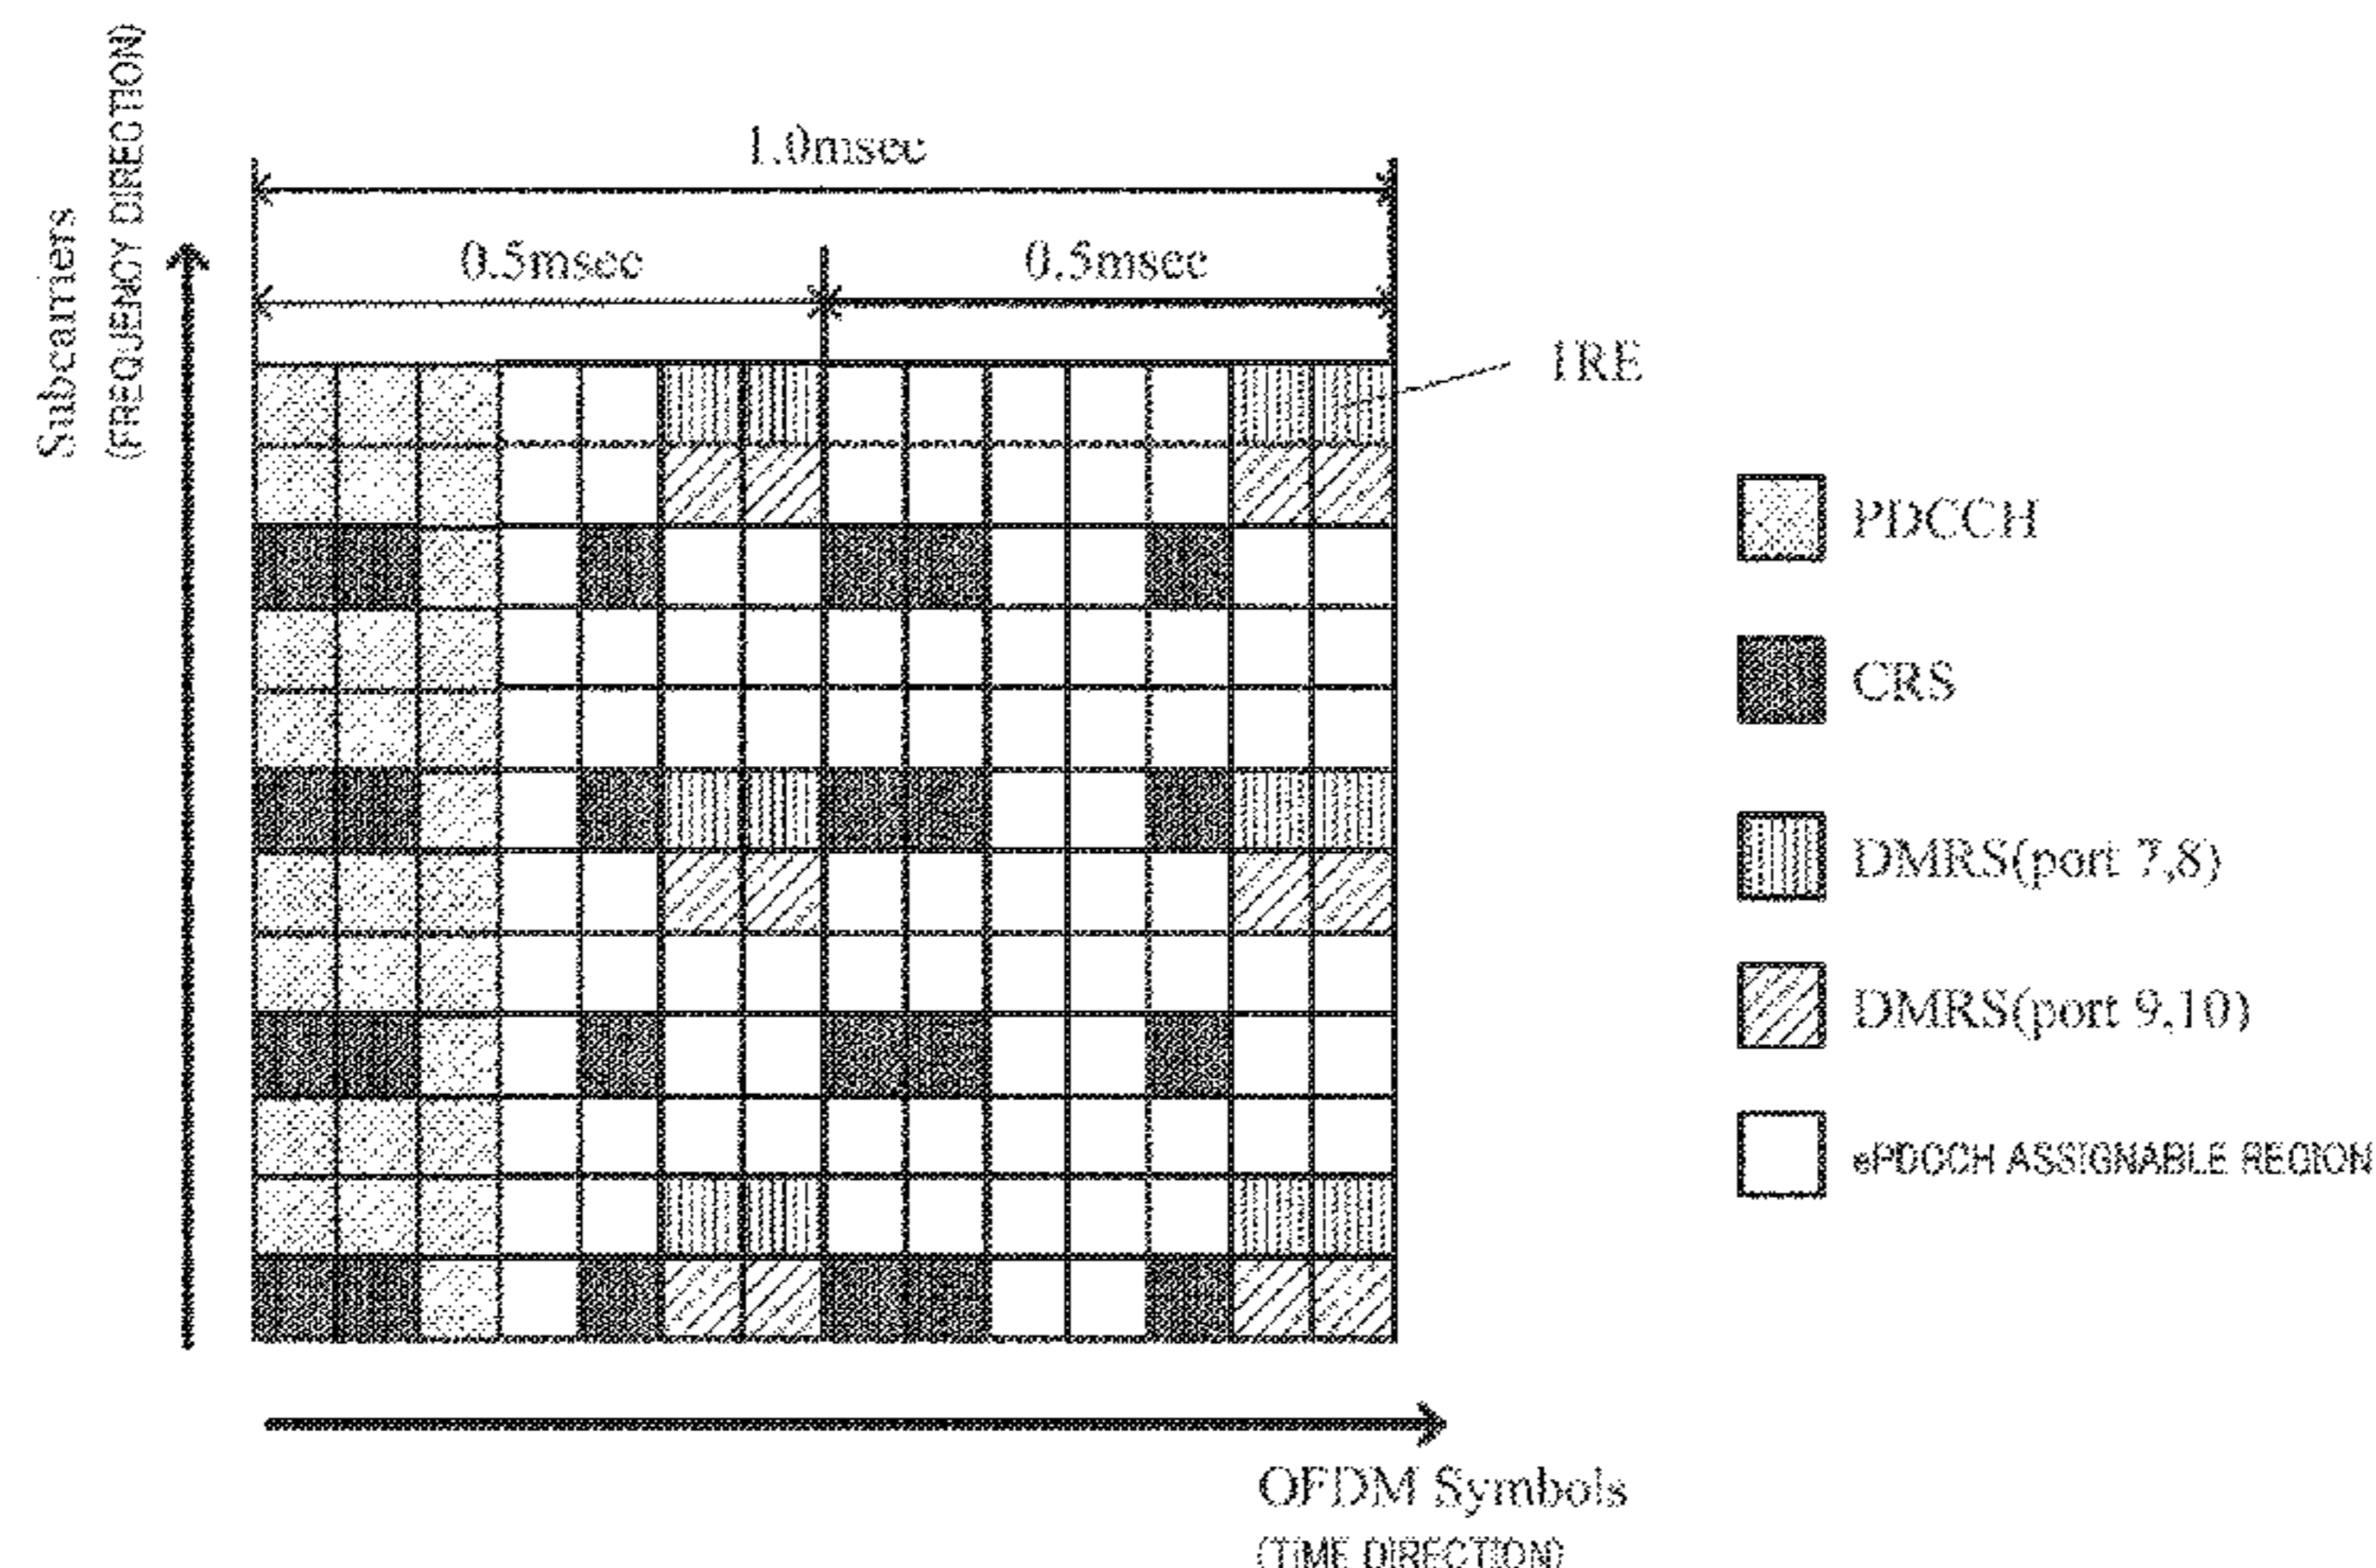 Subcarriers
(FREQUENCY DIRECTION)
1.0msec
0.5msec
0.5msec
1RE
PDCCH
CRS
DMRS(port 7,8)
DMRS(port 9,10)
ePDCCH ASSIGNABLE REGION
OFDM Symbols
(TIME DIRECTION)